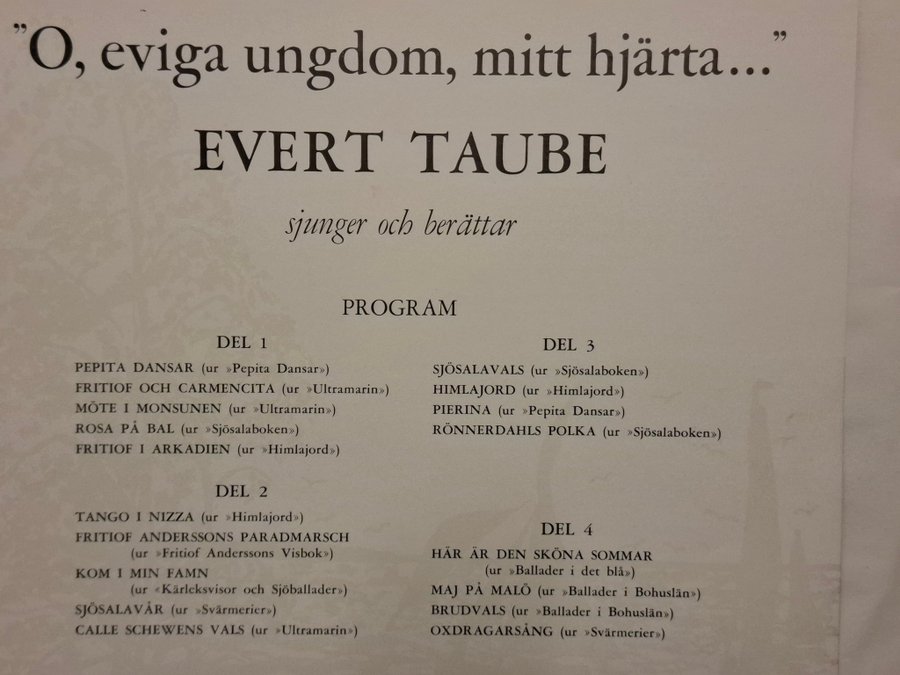 "O, eviga ungdom, mitt hjärta..."
EVERT TAUBE
sjunger och berättar
PROGRAM
DEL 1
PEPITA DANSAR (ur »Pepita Dansar»)
FRITIOF OCH CARMENCITA (ur »Ultramarin»)
MÖTE I MONSUNEN (ur »Ultramarin»)
ROSA PÅ BAL (ur »Sjösalaboken»)
FRITIOF I ARKADIEN (ur »Himlajord»)
DEL 2
TANGO I NIZZA (ur »Himlajord»)
FRITIOF ANDERSSONS PARADMARSCH
(ur »Fritiof Anderssons Visbok»)
KOM I MIN FAMN
(ur «Kärleksvisor och Sjöballader»)
SJÖSALAVÅR (ur »Svärmerier»)
CALLE SCHEWENS VALS (ur »Ultramarin»)
DEL 3
SJÖSALAVALS (ur »Sjösalaboken»)
HIMLAJORD (ur »Himlajord»)
PIERINA (ur »Pepita Dansar»)
RÖNNERDAHLS POLKA (ur »Sjösalaboken»)
DEL 4
HÄR ÄR DEN SKÖNA SOMMAR
(ur »Ballader i det blå»)
MAJ PÅ MALÖ (ur »Ballader i Bohuslän»)
BRUDVALS (ur »Ballader i Bohuslän»)
OXDRAGARSÅNG (ur »Svärmerier»)